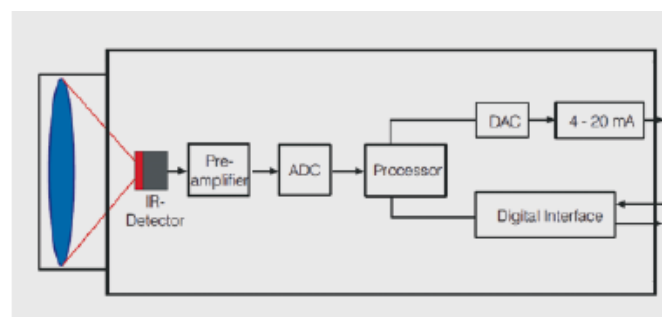 IR-
Detector
Pre-
amplifier
ADC
Processor
DAC
4 - 20 mA
Digital Interface